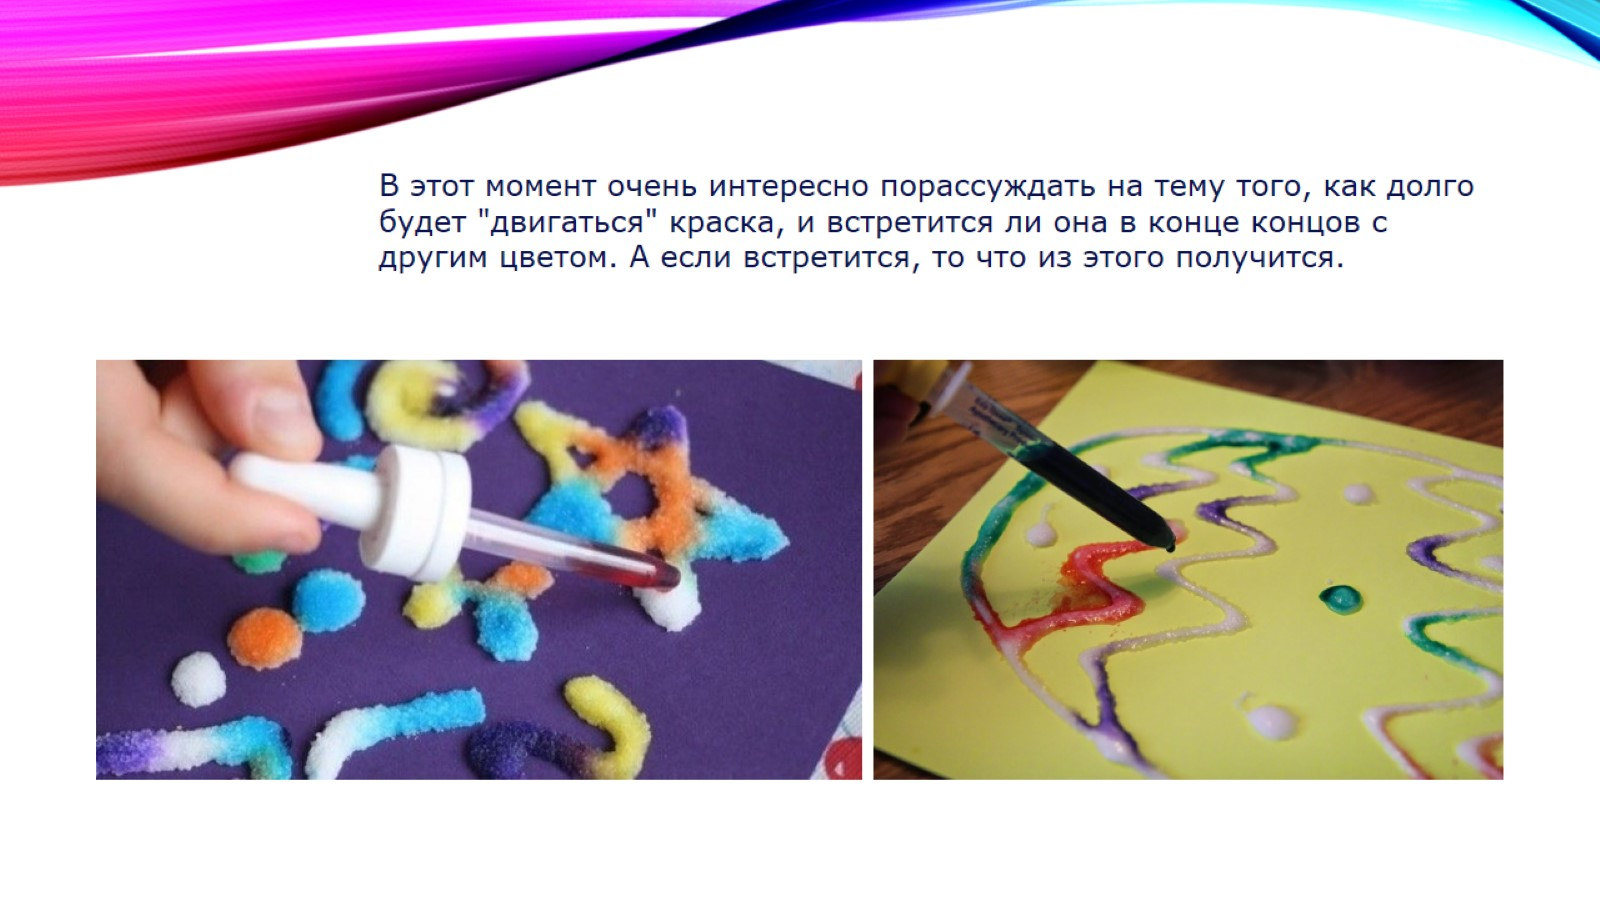 В этот момент очень интересно порассуждать на тему того, как долго
будет "двигаться" краска, и встретится ли она в конце концов с
другим цветом. А если встретится, то что из этого получится.